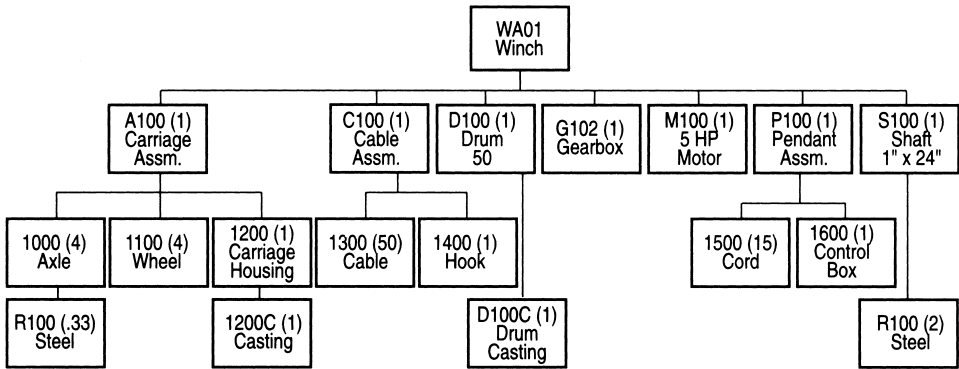 WA01
Winch
A100 (1)
Carriage
Assm.
C100 (1)
Cable
Assm.
D100 (1)
Drum
50
G102 (1)
Gearbox
M100 (1)
5 HP
Motor
P100 (1)
Pendant
Assm.
S100 (1)
Shaft
1" x 24"
1000 (4)
Axle
1100 (4)
Wheel
1200 (1)
Carriage
Housing
1300 (50)
Cable
1400 (1)
Hook
1500 (15)
Cord
1600 (1)
Control
Box
R100 (.33)
Steel
1200C (1)
Casting
D100C (1)
Drum
Casting
R100 (2)
Steel